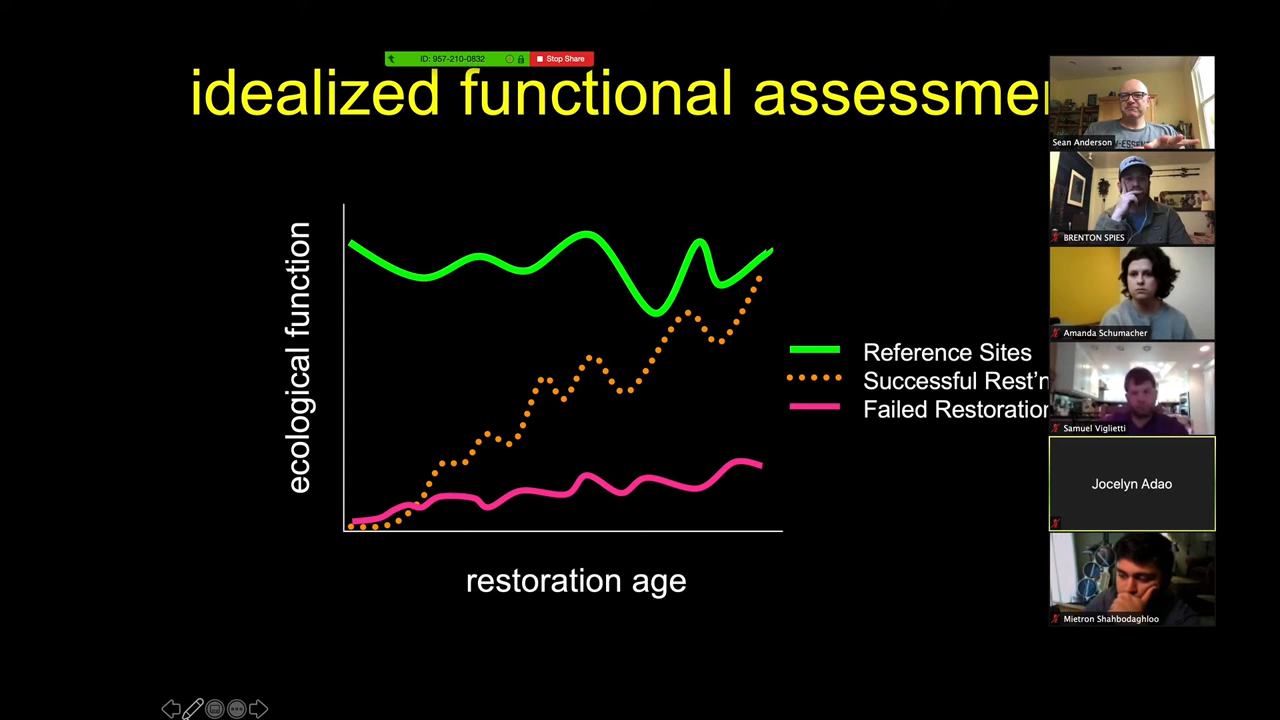 ID: 957-210-0832
Stop Share
idealized functional assessmen
ecological function
restoration age
Reference Sites
Successful Rest’n
Failed Restoration
Sean Anderson
BRENTON SPIES
Amanda Schumacher
Samuel Viglietti
Jocelyn Adao
Mietron Shahbodaghloo